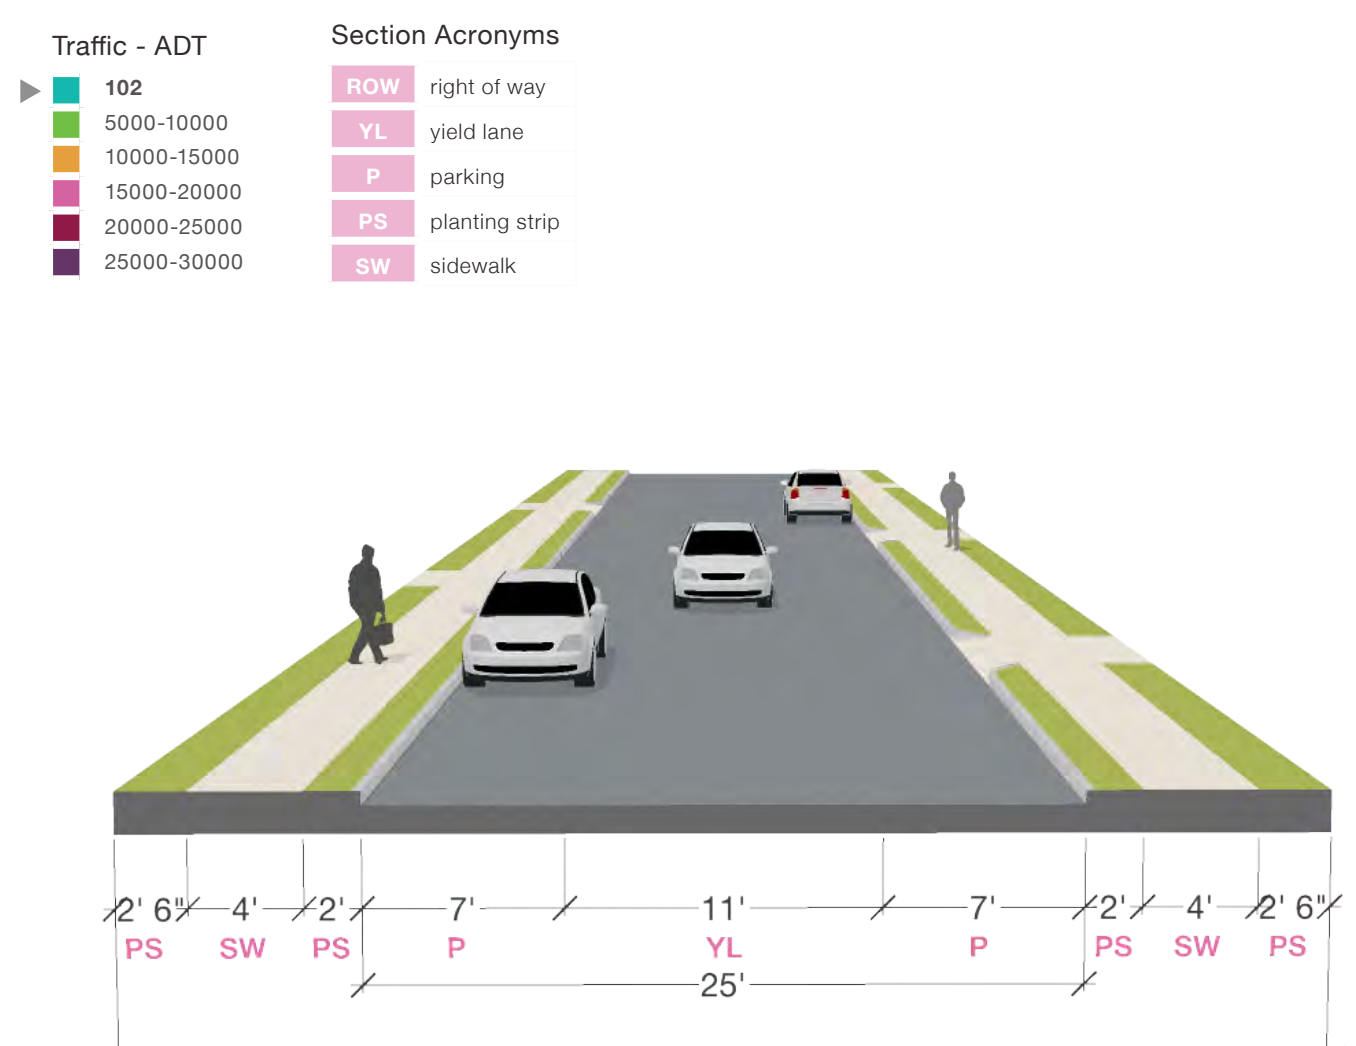 Traffic - ADT
102
5000-10000
10000-15000
15000-20000
20000-25000
25000-30000
Section Acronyms
ROW right of way
YL yield lane
P parking
PS planting strip
SW sidewalk
2' 6" 4' 2' 7' 11' 7' 2' 4' 2' 6"
PS SW PS P YL P PS SW PS
25'